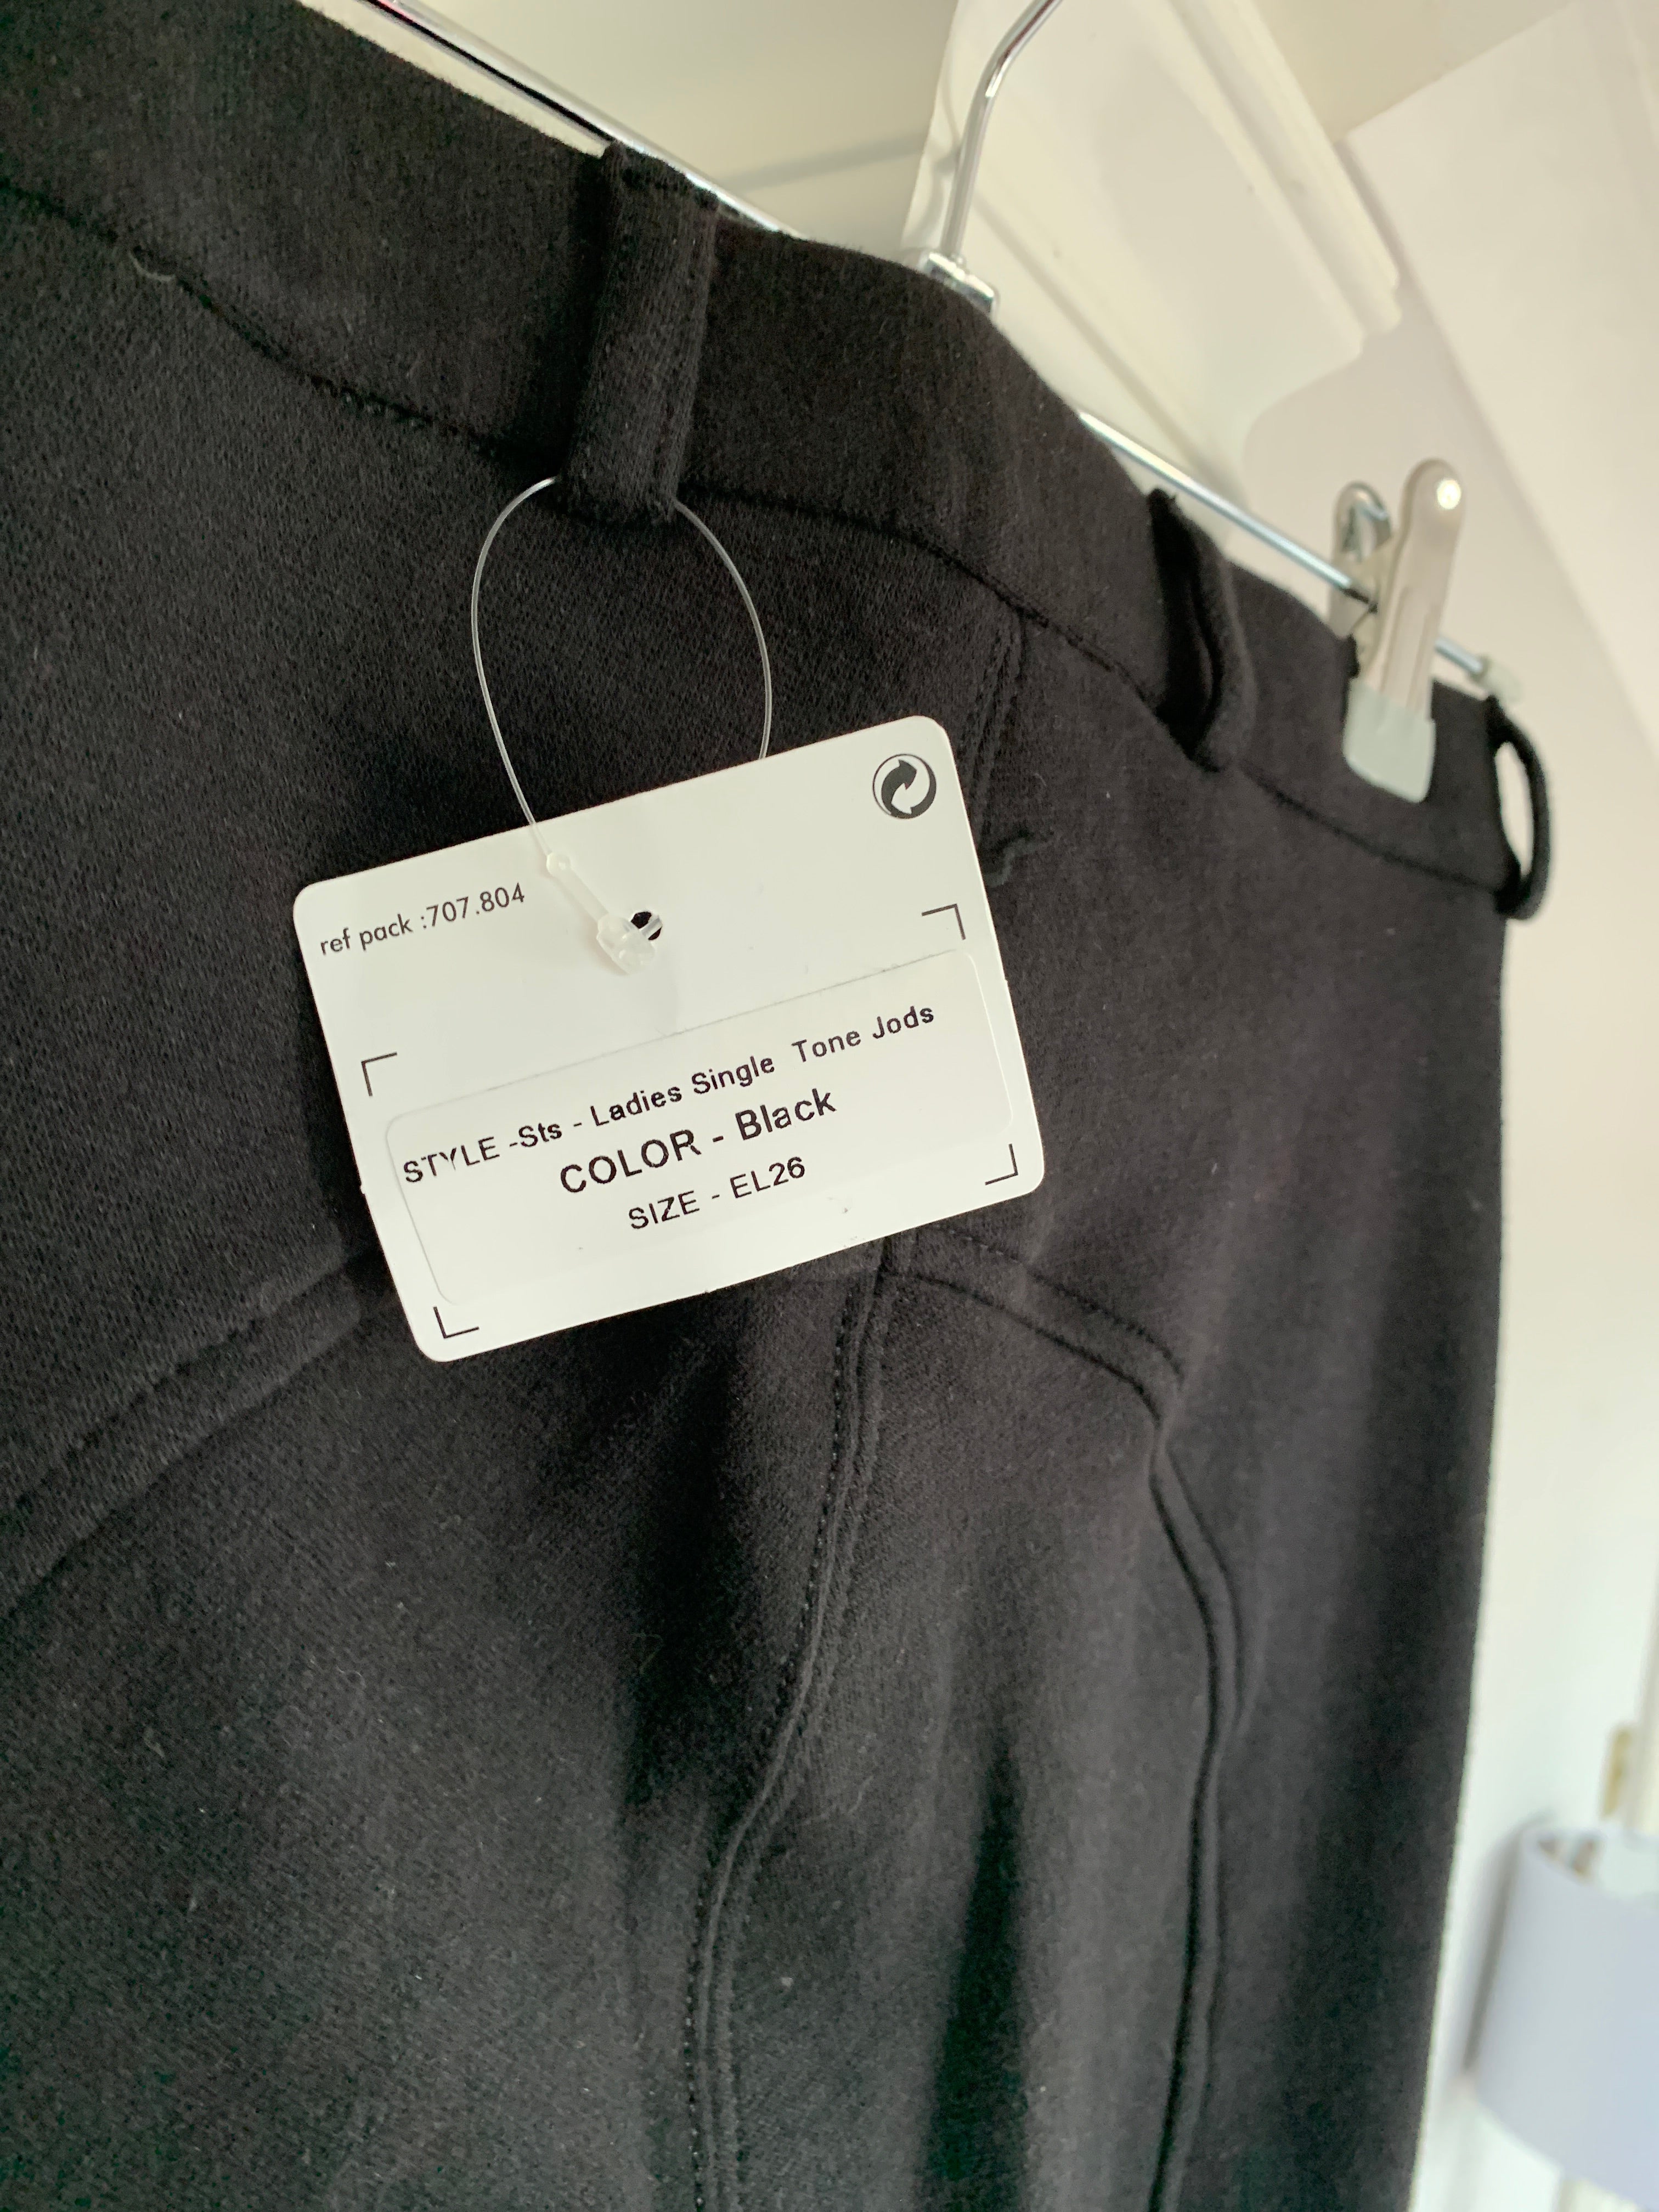 ref pack :707.804
STYLE -Sts - Ladies Single Tone Jods
COLOR - Black
SIZE - EL26